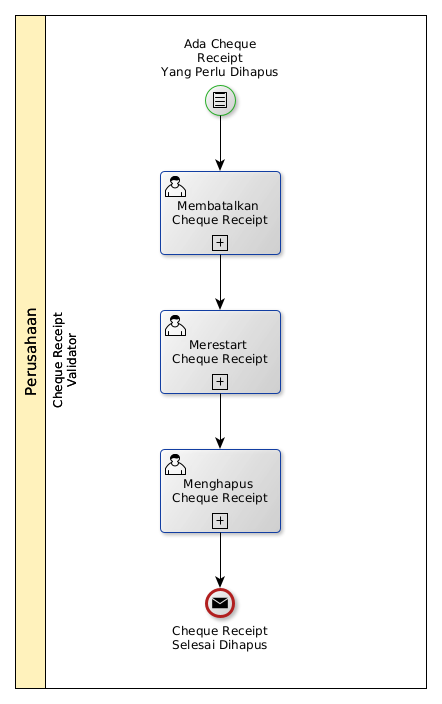 Perusahaan
Cheque Receipt
Validator
Ada Cheque
Receipt
Yang Perlu Dihapus
Membatalkan
Cheque Receipt
Merestart
Cheque Receipt
Menghapus
Cheque Receipt
Cheque Receipt
Selesai Dihapus